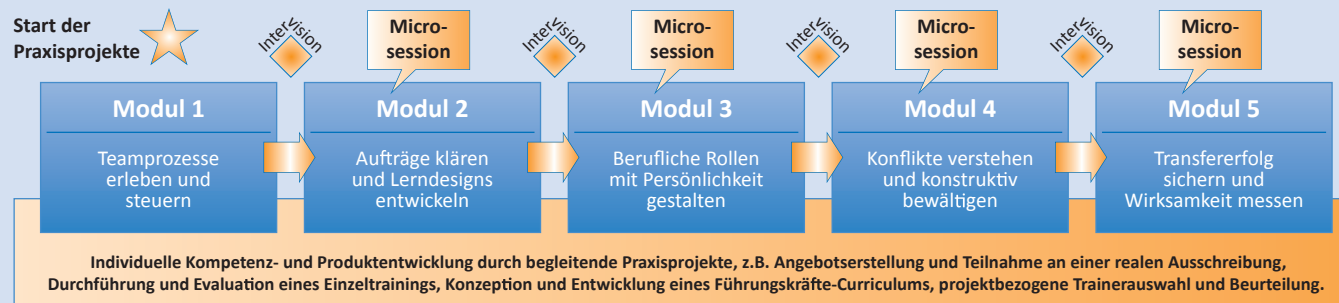 Start der
Praxisprojekte
Intervision
Micro-
session
Intervision
Micro-
session
Intervision
Micro-
session
Intervision
Micro-
session
Modul 1
Teamprozesse
erleben und
steuern
Modul 2
Aufträge klären
und Lerndesigns
entwickeln
Modul 3
Berufliche Rollen
mit Persönlichkeit
gestalten
Modul 4
Konflikte verstehen
und konstruktiv
bewältigen
Modul 5
Transfererfolg
sichern und
Wirksamkeit messen
Individuelle Kompetenz- und Produktentwicklung durch begleitende Praxisprojekte, z.B. Angebotserstellung und Teilnahme an einer realen Ausschreibung,
Durchführung und Evaluation eines Einzeltrainings, Konzeption und Entwicklung eines Führungskräfte-Curriculums, projektbezogene Trainerauswahl und Beurteilung.